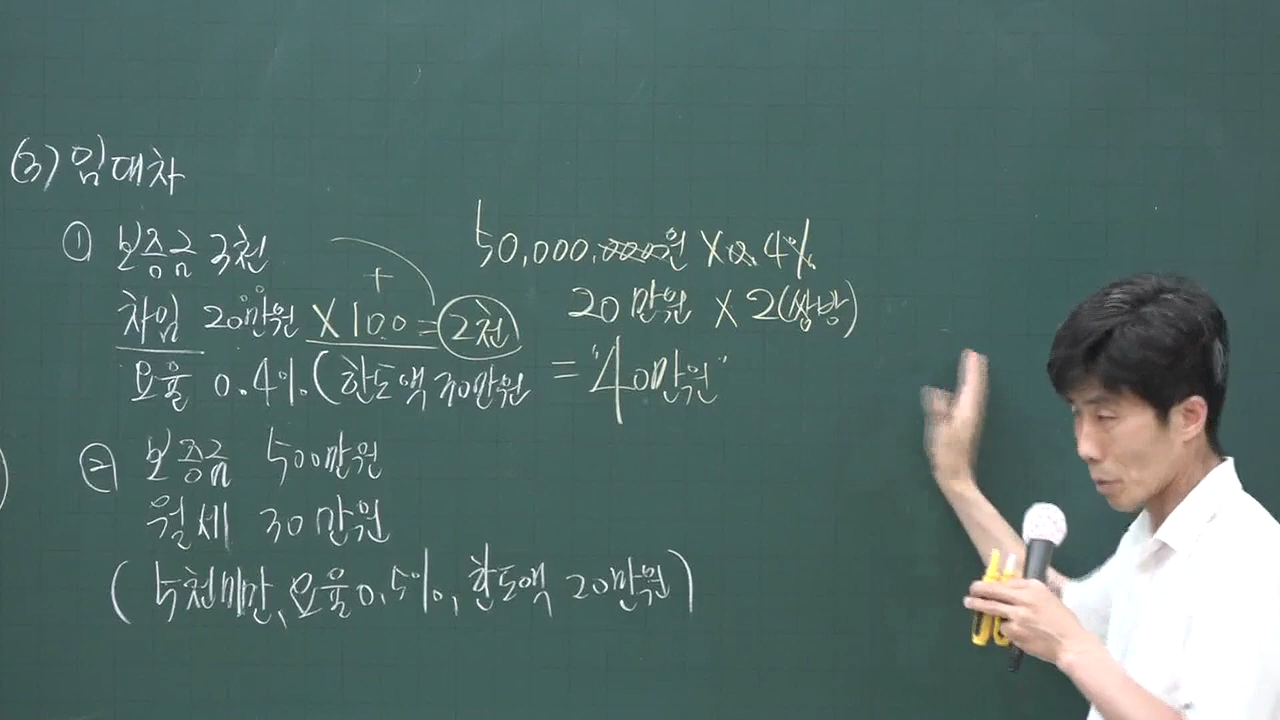 (3) 임대차
① 보증금 3천
+
차임 20만원 X100 = 2천
요율 0.4% (한도액 30만원
50,000.0000원 X 0.4%
20만원 X 2(쌍방)
= "40만원"
② 보증금 500만원
월세 30만원
(5천미만, 요율 0.5%, 한도액 20만원)